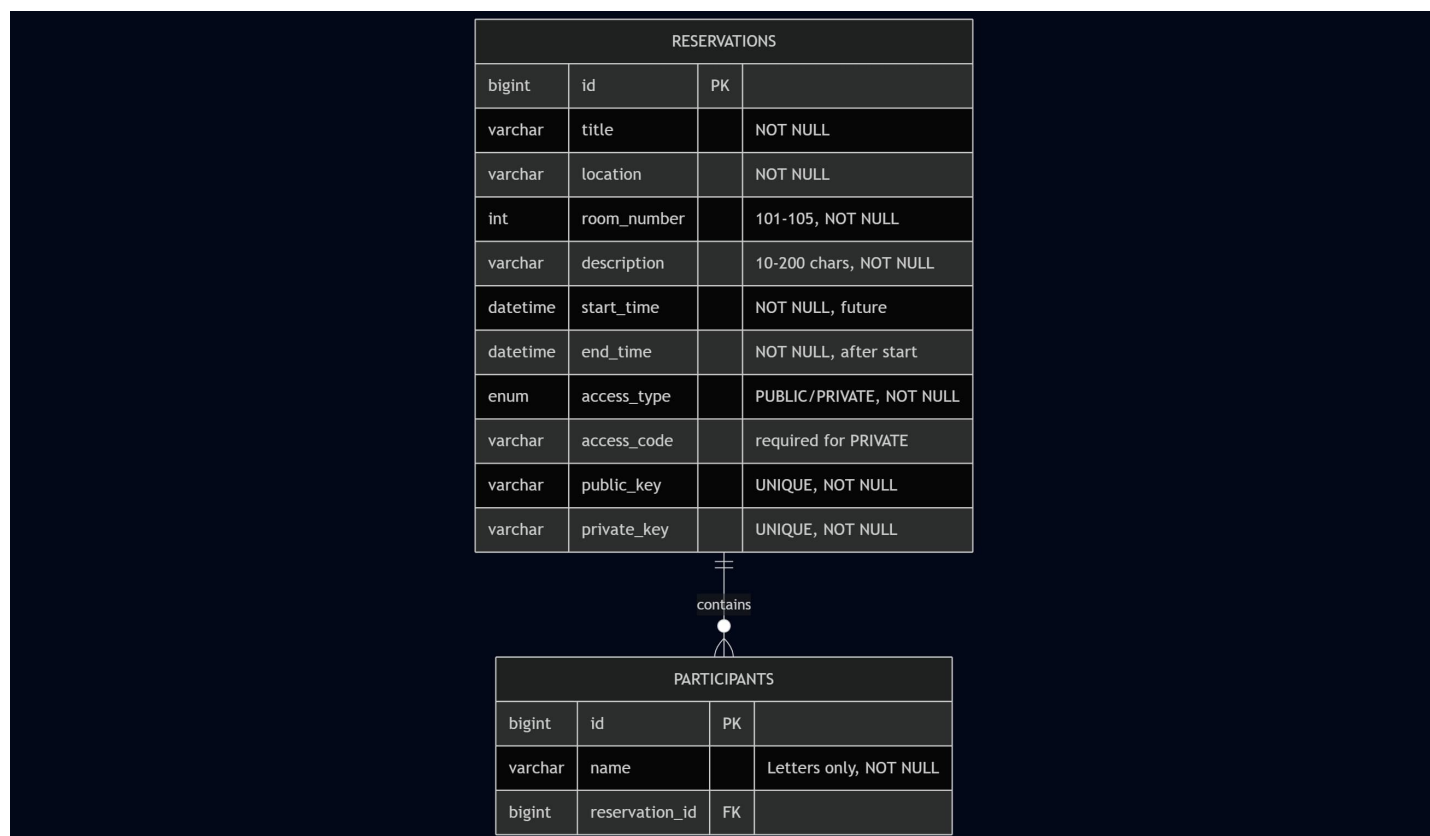 RESERVATIONS
bigint id PK
varchar title NOT NULL
varchar location NOT NULL
int room_number 101-105, NOT NULL
varchar description 10-200 chars, NOT NULL
datetime start_time NOT NULL, future
datetime end_time NOT NULL, after start
enum access_type PUBLIC/PRIVATE, NOT NULL
varchar access_code required for PRIVATE
varchar public_key UNIQUE, NOT NULL
varchar private_key UNIQUE, NOT NULL
contains
PARTICIPANTS
bigint id PK
varchar name Letters only, NOT NULL
bigint reservation_id FK